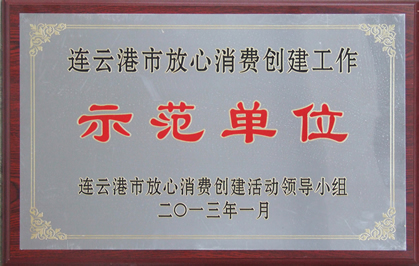 连云港市放心消费创建工作
示范单位
连云港市放心消费创建活动领导小组
二〇一三年一月